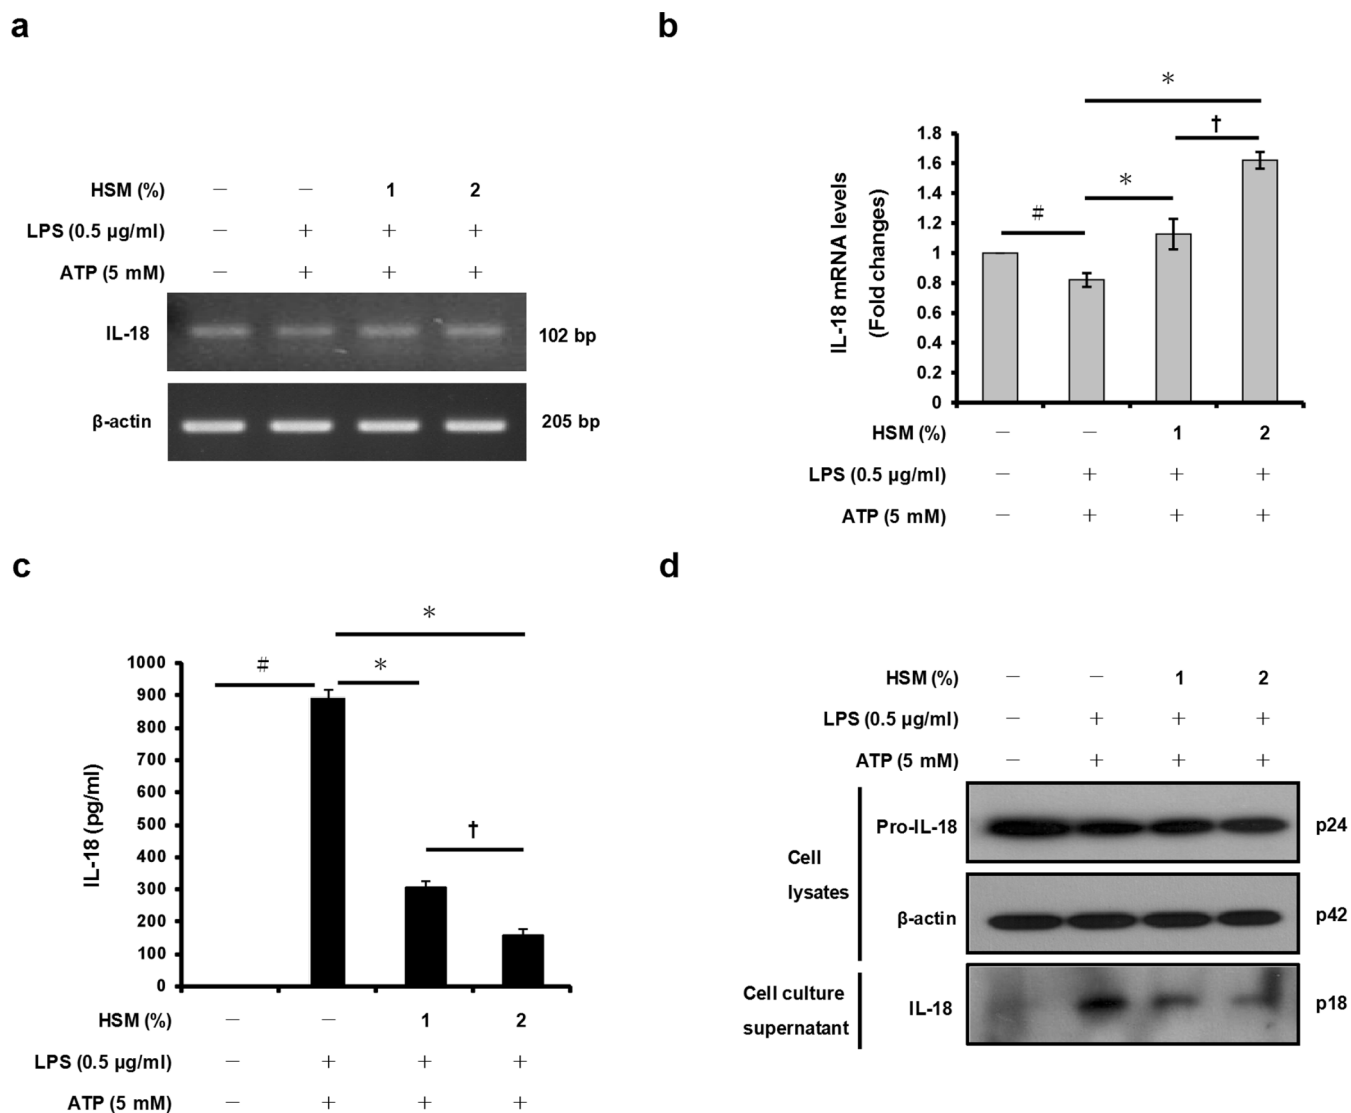 a
HSM (%) – – 1 2
LPS (0.5 µg/ml) – + + +
ATP (5 mM) – + + +
IL-18 102 bp
β-actin 205 bp
b
*
†
*
#
1.8
1.6
1.4
1.2
1
0.8
0.6
0.4
0.2
0
IL-18 mRNA levels
(Fold changes)
HSM (%) – – 1 2
LPS (0.5 µg/ml) – + + +
ATP (5 mM) – + + +
c
*
# *
†
1000
900
800
700
600
500
400
300
200
100
0
IL-18 (pg/ml)
HSM (%) – – 1 2
LPS (0.5 µg/ml) – + + +
ATP (5 mM) – + + +
d
HSM (%) – – 1 2
LPS (0.5 µg/ml) – + + +
ATP (5 mM) – + + +
Cell
lysates
Pro-IL-18 p24
β-actin p42
Cell culture
supernatant
IL-18 p18